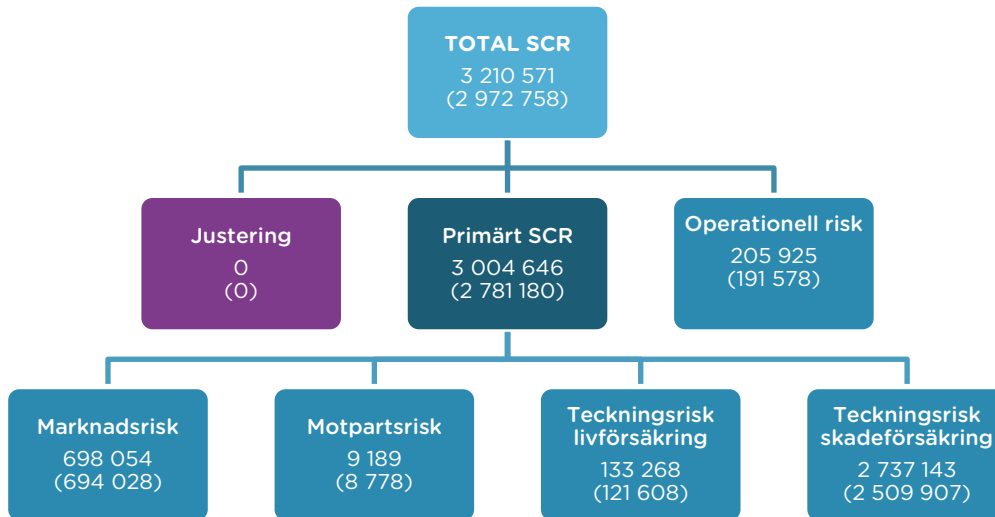 TOTAL SCR
3 210 571
(2 972 758)
Justering
0
(0)
Primärt SCR
3 004 646
(2 781 180)
Operationell risk
205 925
(191 578)
Marknadsrisk
698 054
(694 028)
Motpartsrisk
9 189
(8 778)
Teckningsrisk
livförsäkring
133 268
(121 608)
Teckningsrisk
skadeförsäkring
2 737 143
(2 509 907)